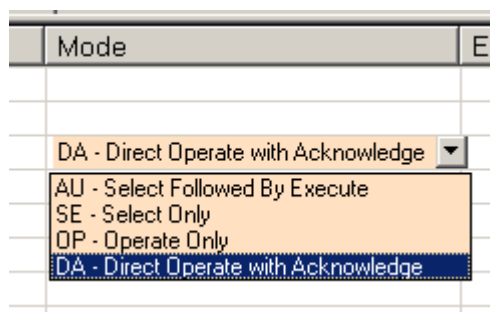 Mode
E
DA - Direct Operate with Acknowledge
AU - Select Followed By Execute
SE - Select Only
OP - Operate Only
DA - Direct Operate with Acknowledge